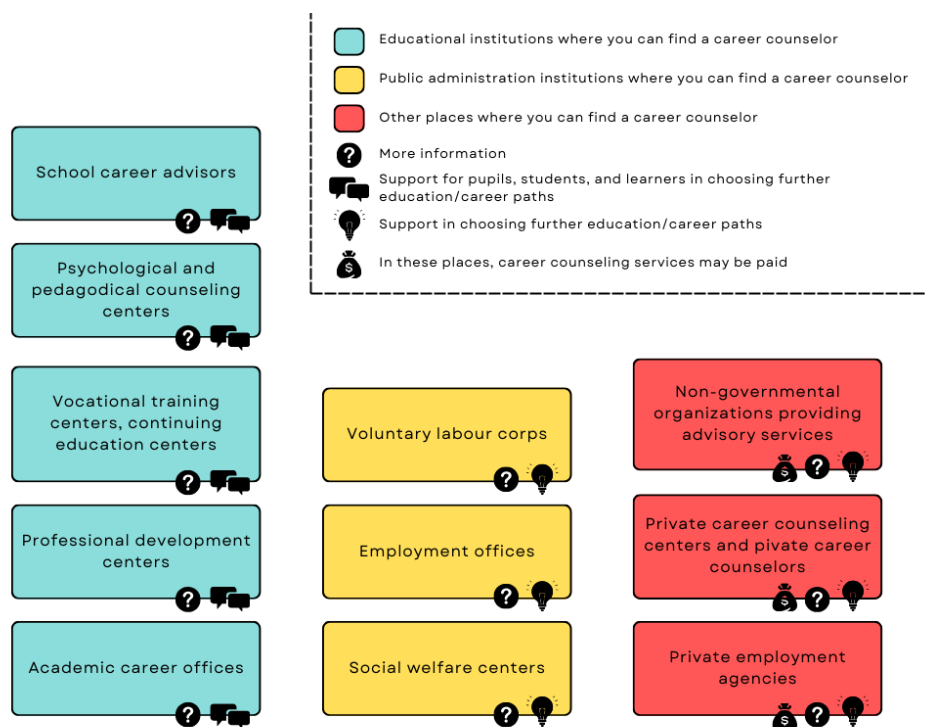 Educational institutions where you can find a career counselor
Public administration institutions where you can find a career counselor
Other places where you can find a career counselor
? More information
Support for pupils, students, and learners in choosing further
education/career paths
Support in choosing further education/career paths
$ In these places, career counseling services may be paid
School career advisors
?
Psychological and
pedagodical counseling
centers
?
Vocational training
centers, continuing
education centers
?
Professional development
centers
?
Academic career offices
?
Voluntary labour corps
?
Employment offices
?
Social welfare centers
?
Non-governmental
organizations providing
advisory services
$ ?
Private career counseling
centers and pivate career
counselors
$ ?
Private employment
agencies
$ ?